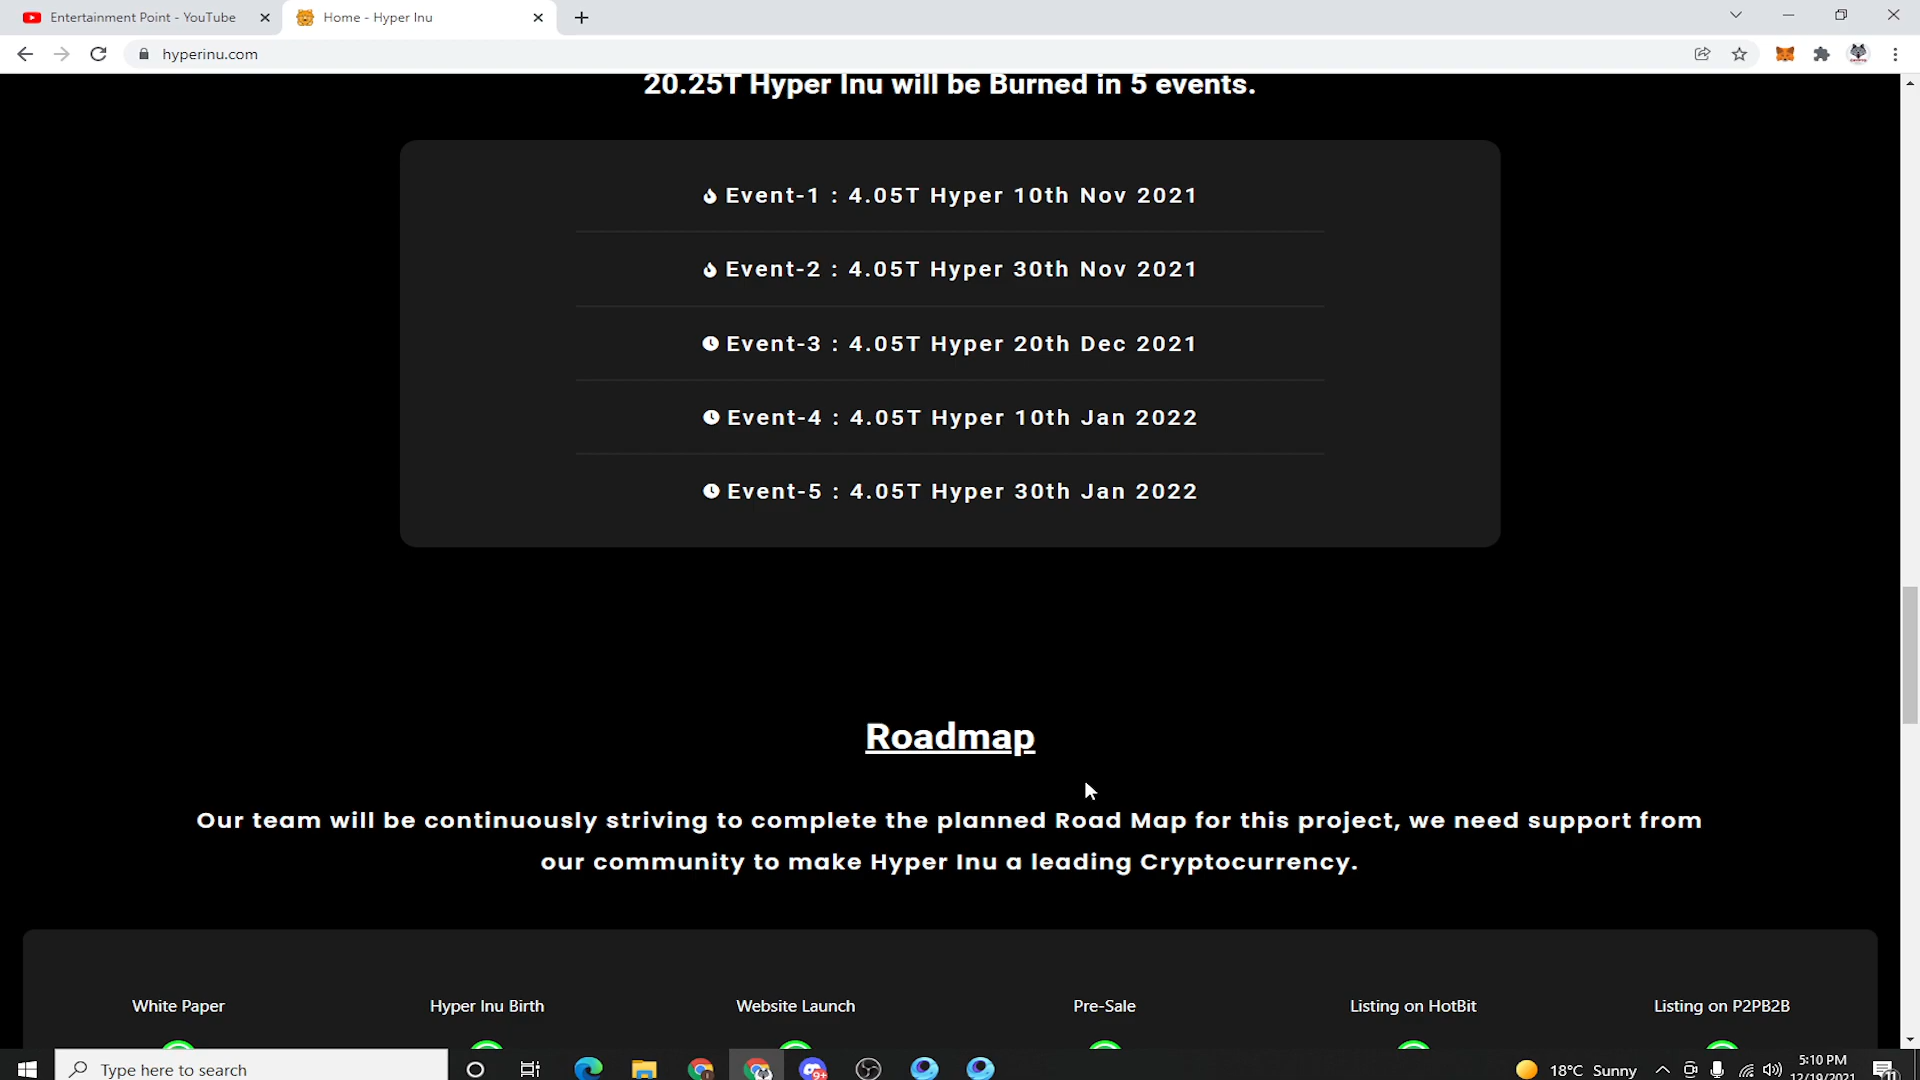 Entertainment Point - YouTube
Home - Hyper Inu
hyperinu.com
20.25T Hyper Inu will be Burned in 5 events.
Event-1 : 4.05T Hyper 10th Nov 2021
Event-2 : 4.05T Hyper 30th Nov 2021
Event-3 : 4.05T Hyper 20th Dec 2021
Event-4 : 4.05T Hyper 10th Jan 2022
Event-5 : 4.05T Hyper 30th Jan 2022
Roadmap
Our team will be continuously striving to complete the planned Road Map for this project, we need support from
our community to make Hyper Inu a leading Cryptocurrency.
White Paper
Hyper Inu Birth
Website Launch
Pre-Sale
Listing on HotBit
Listing on P2PB2B
Type here to search
9+
18°C Sunny
5:10 PM
12/19/2021
11